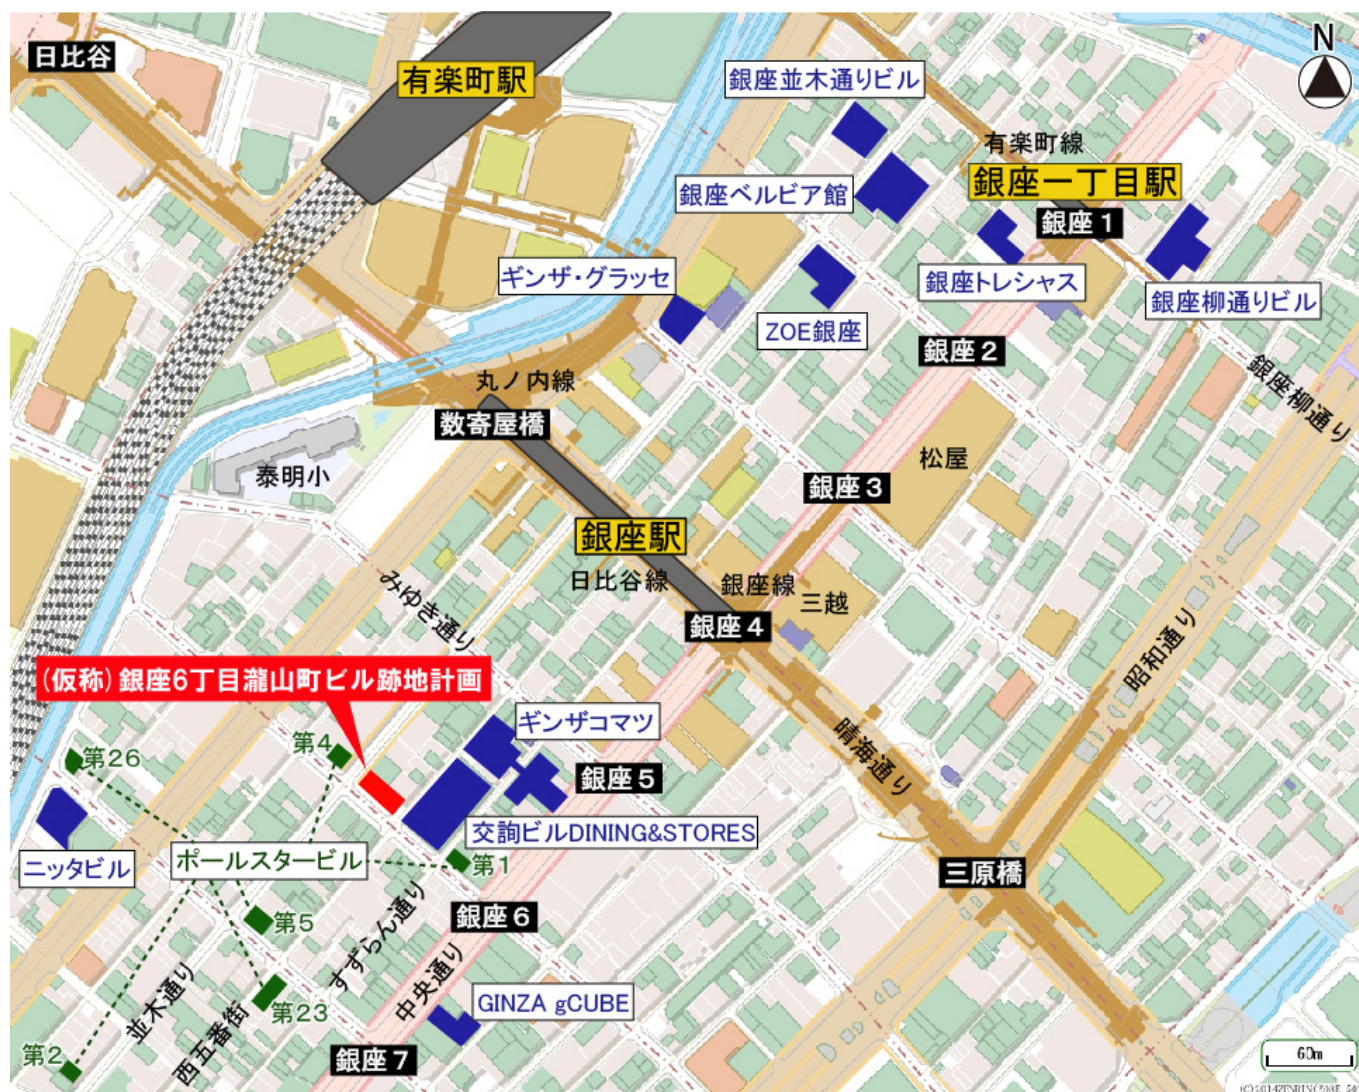 N
日比谷
有楽町駅
銀座並木通りビル
有楽町線
銀座一丁目駅
銀座ベルビア館
銀座1
ギンザ・グラッセ
銀座トレシャス
銀座柳通りビル
ZOE銀座
銀座2
銀座柳通り
丸ノ内線
数寄屋橋
松屋
泰明小
銀座3
銀座駅
日比谷線
銀座線
三越
みゆき通り
銀座4
昭和通り
(仮称)銀座6丁目瀧山町ビル跡地計画
ギンザコマツ
晴海通り
第26
第4
銀座5
交詢ビルDINING&STORES
ニッタビル
ポールスタービル
第1
三原橋
第5
銀座6
すずらん通り
中央通り
並木通り
西五番街
第23
GINZA gCUBE
第2
銀座7
60m